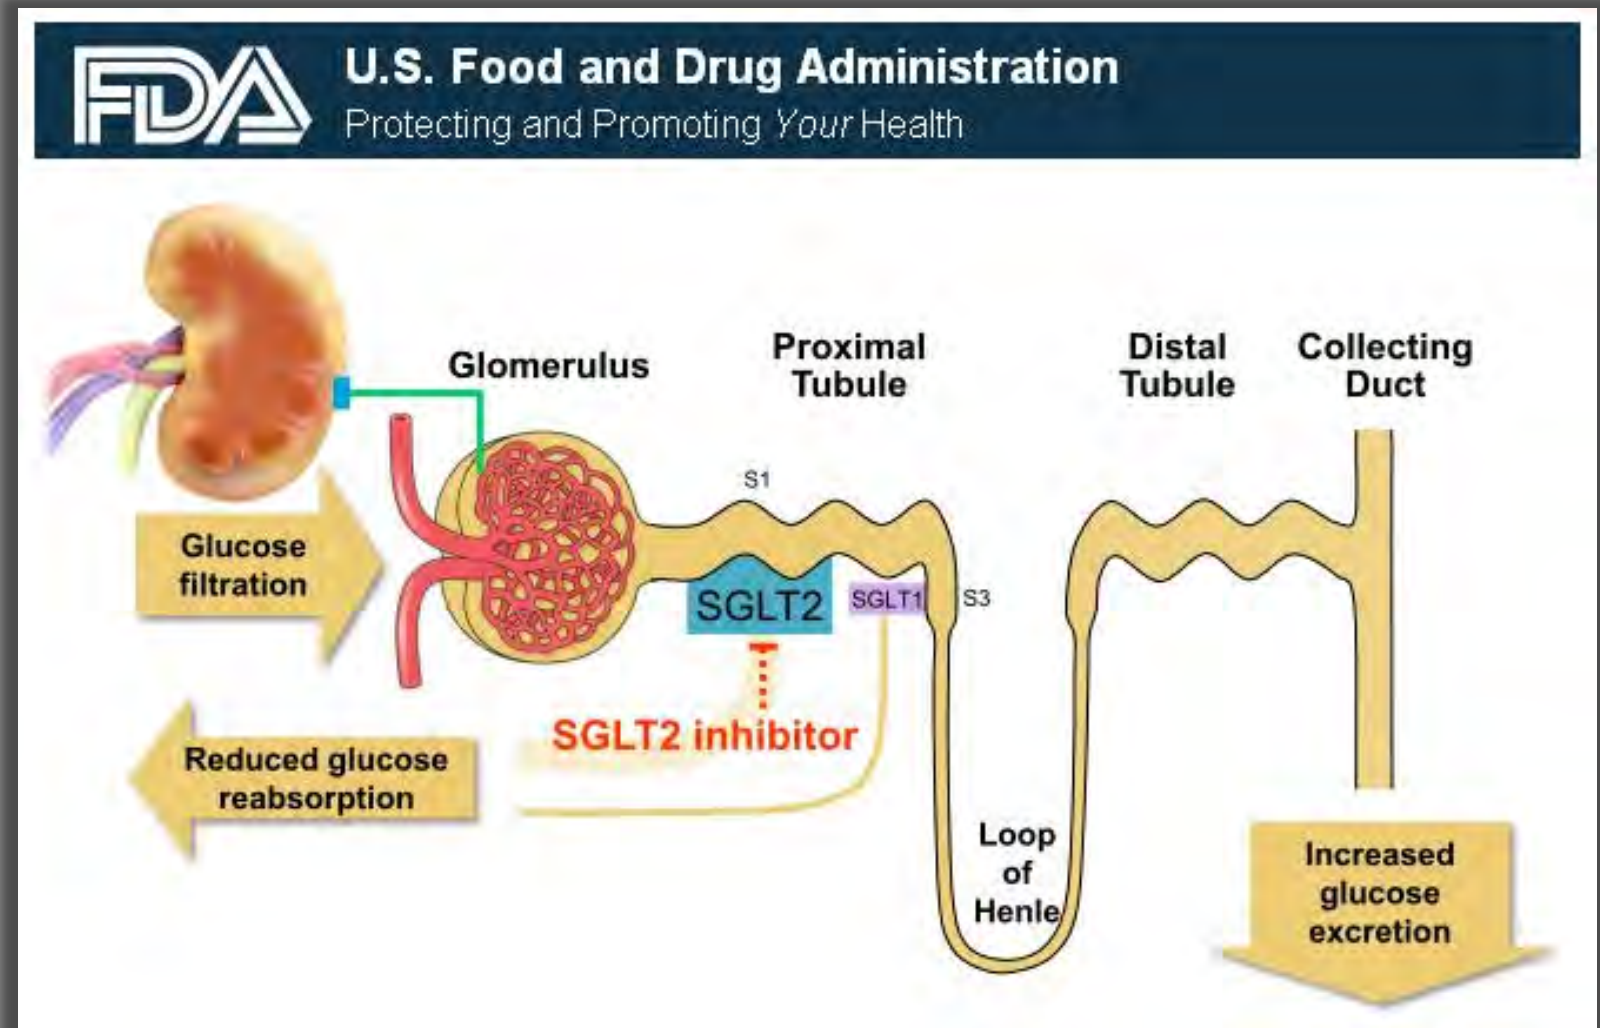 FDA
U.S. Food and Drug Administration
Protecting and Promoting Your Health
Glomerulus
Proximal
Tubule
Distal
Tubule
Collecting
Duct
S1
Glucose
filtration
SGLT2
SGLT1
S3
SGLT2 inhibitor
Reduced glucose
reabsorption
Loop
of
Henle
Increased
glucose
excretion